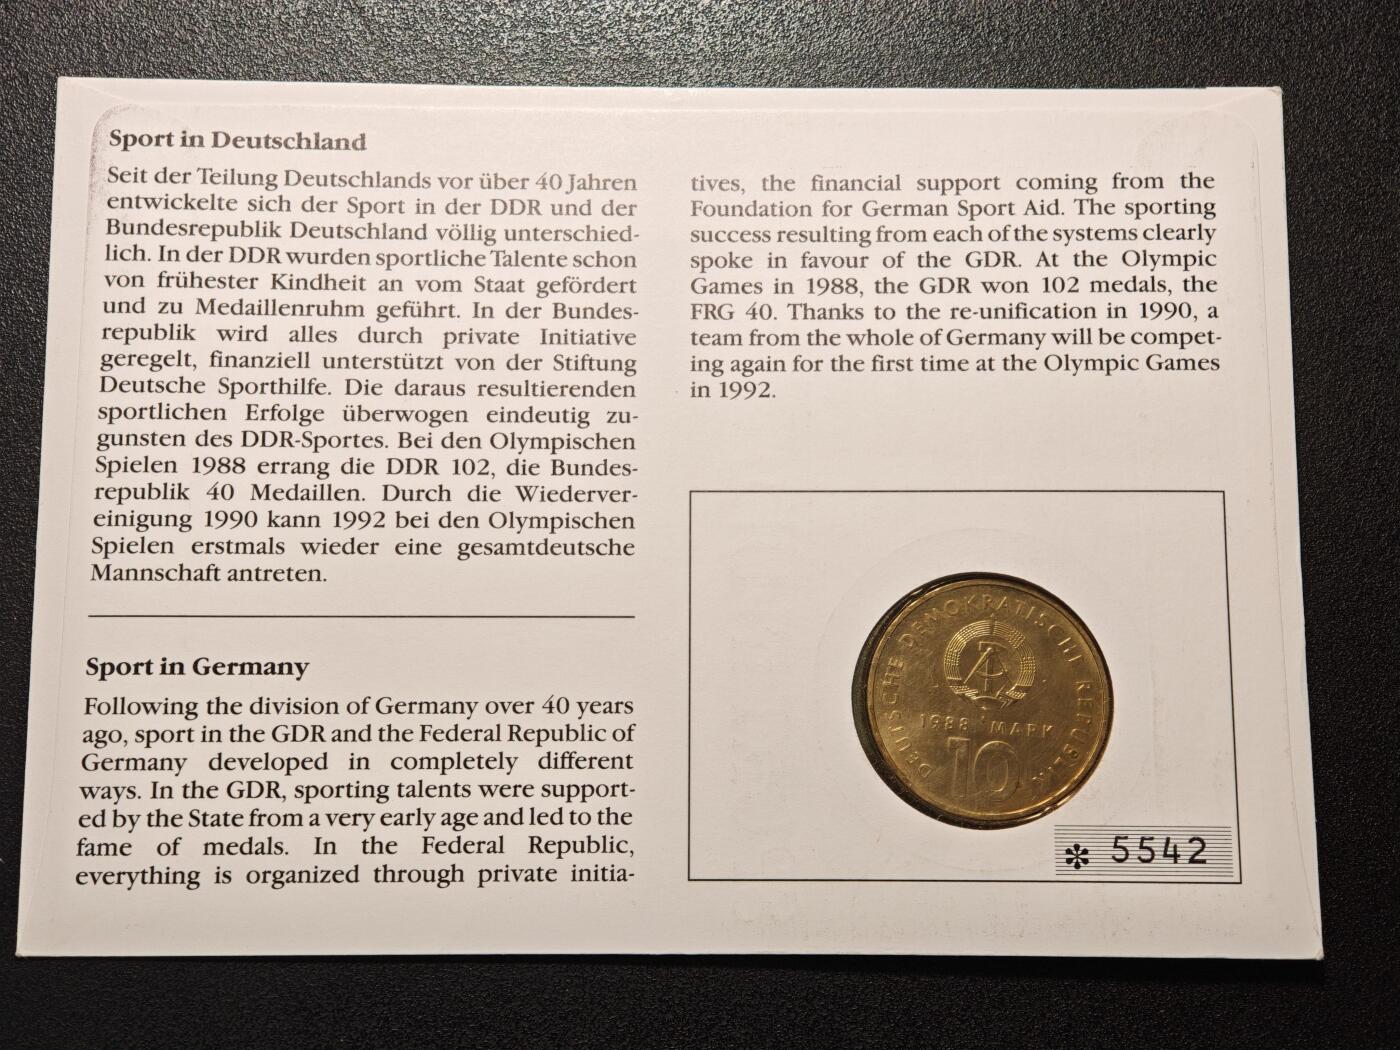 Sport in Deutschland
Seit der Teilung Deutschlands vor über 40 Jahren
entwickelte sich der Sport in der DDR und der
Bundesrepublik Deutschland völlig unterschied-
lich. In der DDR wurden sportliche Talente schon
von frühester Kindheit an vom Staat gefördert
und zu Medaillenruhm geführt. In der Bundes-
republik wird alles durch private Initiative
geregelt, finanziell unterstützt von der Stiftung
Deutsche Sporthilfe. Die daraus resultierenden
sportlichen Erfolge überwogen eindeutig zu-
gunsten des DDR-Sportes. Bei den Olympischen
Spielen 1988 errang die DDR 102, die Bundes-
republik 40 Medaillen. Durch die Wiederver-
einigung 1990 kann 1992 bei den Olympischen
Spielen erstmals wieder eine gesamtdeutsche
Mannschaft antreten.
Sport in Germany
Following the division of Germany over 40 years
ago, sport in the GDR and the Federal Republic of
Germany developed in completely different
ways. In the GDR, sporting talents were support-
ed by the State from a very early age and led to the
fame of medals. In the Federal Republic,
everything is organized through private initia-
tives, the financial support coming from the
Foundation for German Sport Aid. The sporting
success resulting from each of the systems clearly
spoke in favour of the GDR. At the Olympic
Games in 1988, the GDR won 102 medals, the
FRG 40. Thanks to the re-unification in 1990, a
team from the whole of Germany will be compet-
ing again for the first time at the Olympic Games
in 1992.
DEUTSCHE DEMOKRATISCHE REPUBLIK
1988 MARK
10
* 5542